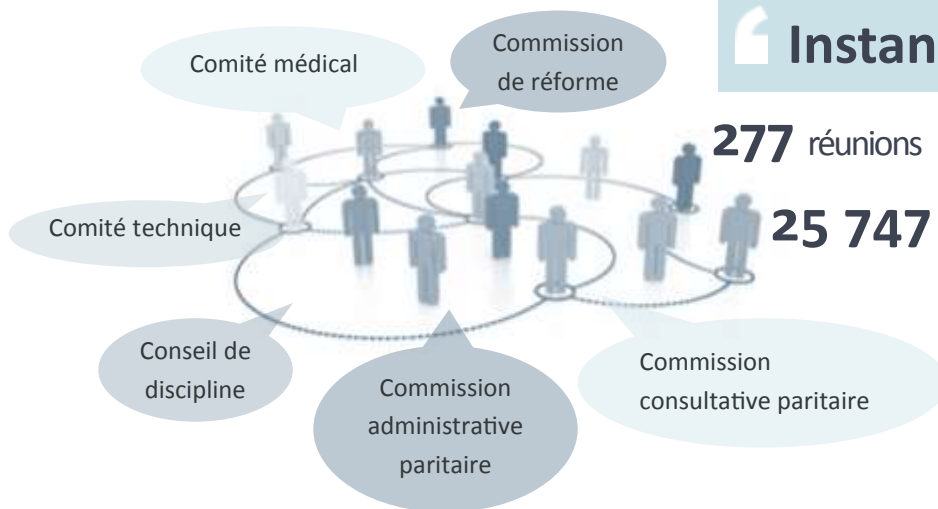 Comité médical
Commission
de réforme
Instan
277 réunions
25 747
Comité technique
Conseil de
discipline
Commission
administrative
paritaire
Commission
consultative paritaire